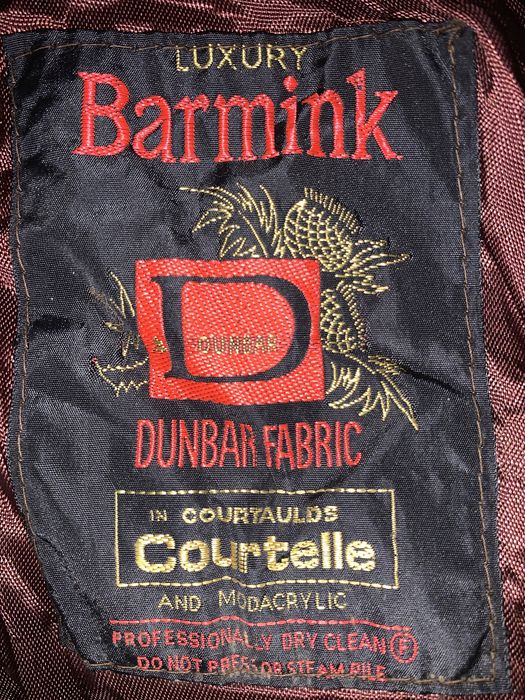 LUXURY
Barmink
D
A DUNBAR
DUNBAR FABRIC
IN COURTAULDS
Courtelle
AND MODACRYLIC
PROFESSIONALLY DRY CLEAN F
DO NOT PRESS OR STEAM PILE